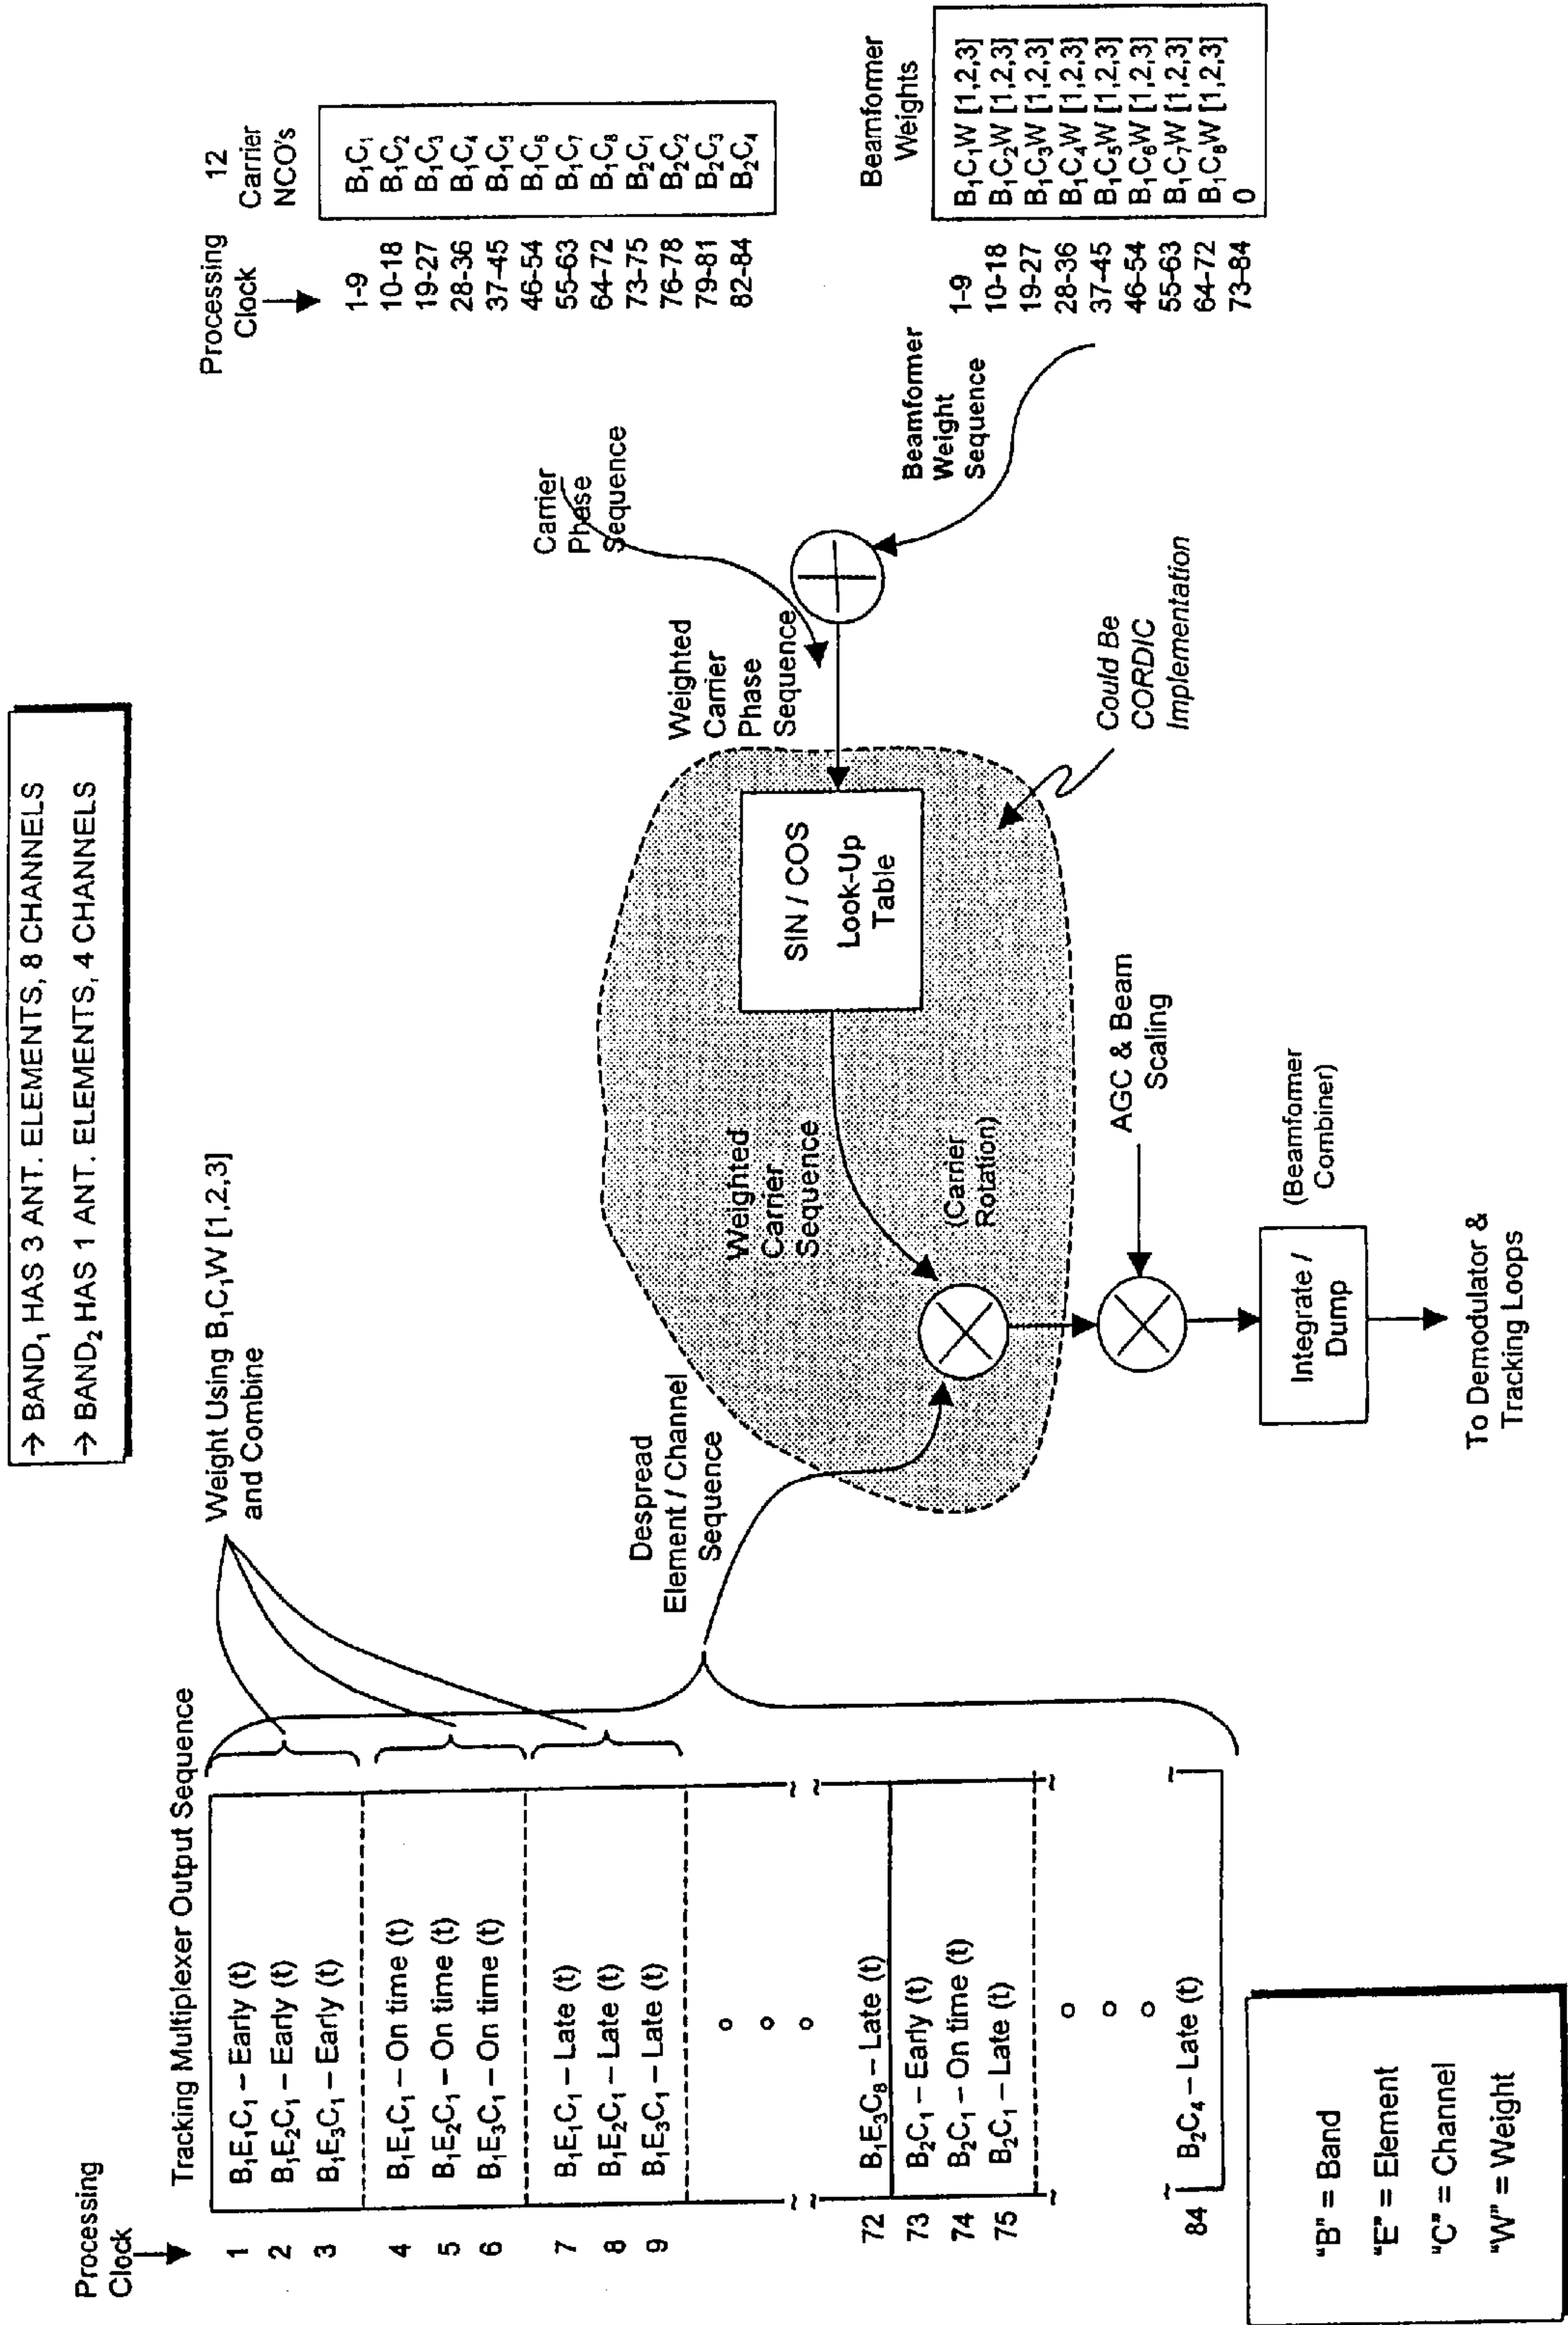 → BAND₁ HAS 3 ANT. ELEMENTS, 8 CHANNELS
→ BAND₂ HAS 1 ANT. ELEMENTS, 4 CHANNELS
Processing
Clock
Tracking Multiplexer Output Sequence
1 B₁E₁C₁ – Early (t)
2 B₁E₂C₁ – Early (t)
3 B₁E₃C₁ – Early (t)
4 B₁E₁C₁ – On time (t)
5 B₁E₂C₁ – On time (t)
6 B₁E₃C₁ – On time (t)
7 B₁E₁C₁ – Late (t)
8 B₁E₂C₁ – Late (t)
9 B₁E₃C₁ – Late (t)
72 B₁E₃C₈ – Late (t)
73 B₂C₁ – Early (t)
74 B₂C₁ – On time (t)
75 B₂C₁ – Late (t)
84 B₂C₄ – Late (t)
"B" = Band
"E" = Element
"C" = Channel
"W" = Weight
Weight Using B₁C₁W [1,2,3]
and Combine
Despread
Element / Channel
Sequence
Weighted
Carrier
Sequence
(Carrier
Rotation)
SIN / COS
Look-Up
Table
AGC & Beam
Scaling
Integrate /
Dump
(Beamformer
Combiner)
To Demodulator &
Tracking Loops
Weighted
Carrier
Phase
Sequence
Could Be
CORDIC
Implementation
Carrier
Phase
Sequence
Beamformer
Weight
Sequence
Processing
Clock
12
Carrier
NCO's
1-9 B₁C₁
10-18 B₁C₂
19-27 B₁C₃
28-36 B₁C₄
37-45 B₁C₅
46-54 B₁C₆
55-63 B₁C₇
64-72 B₁C₈
73-75 B₂C₁
76-78 B₂C₂
79-81 B₂C₃
82-84 B₂C₄
Beamformer
Weights
1-9 B₁C₁W [1,2,3]
10-18 B₁C₂W [1,2,3]
19-27 B₁C₃W [1,2,3]
28-36 B₁C₄W [1,2,3]
37-45 B₁C₅W [1,2,3]
46-54 B₁C₆W [1,2,3]
55-63 B₁C₇W [1,2,3]
64-72 B₁C₈W [1,2,3]
73-84 0